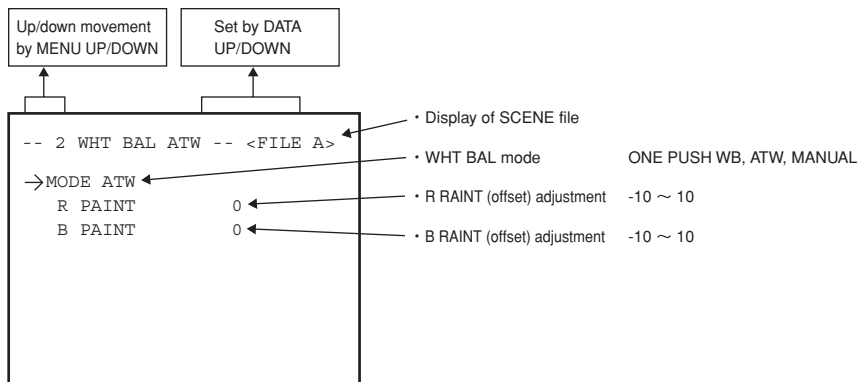 Up/down movement
by MENU UP/DOWN
Set by DATA
UP/DOWN
-- 2 WHT BAL ATW -- <FILE A>
→MODE ATW
R PAINT 0
B PAINT 0
・Display of SCENE file
・WHT BAL mode ONE PUSH WB, ATW, MANUAL
・R RAINT (offset) adjustment -10 ～ 10
・B RAINT (offset) adjustment -10 ～ 10